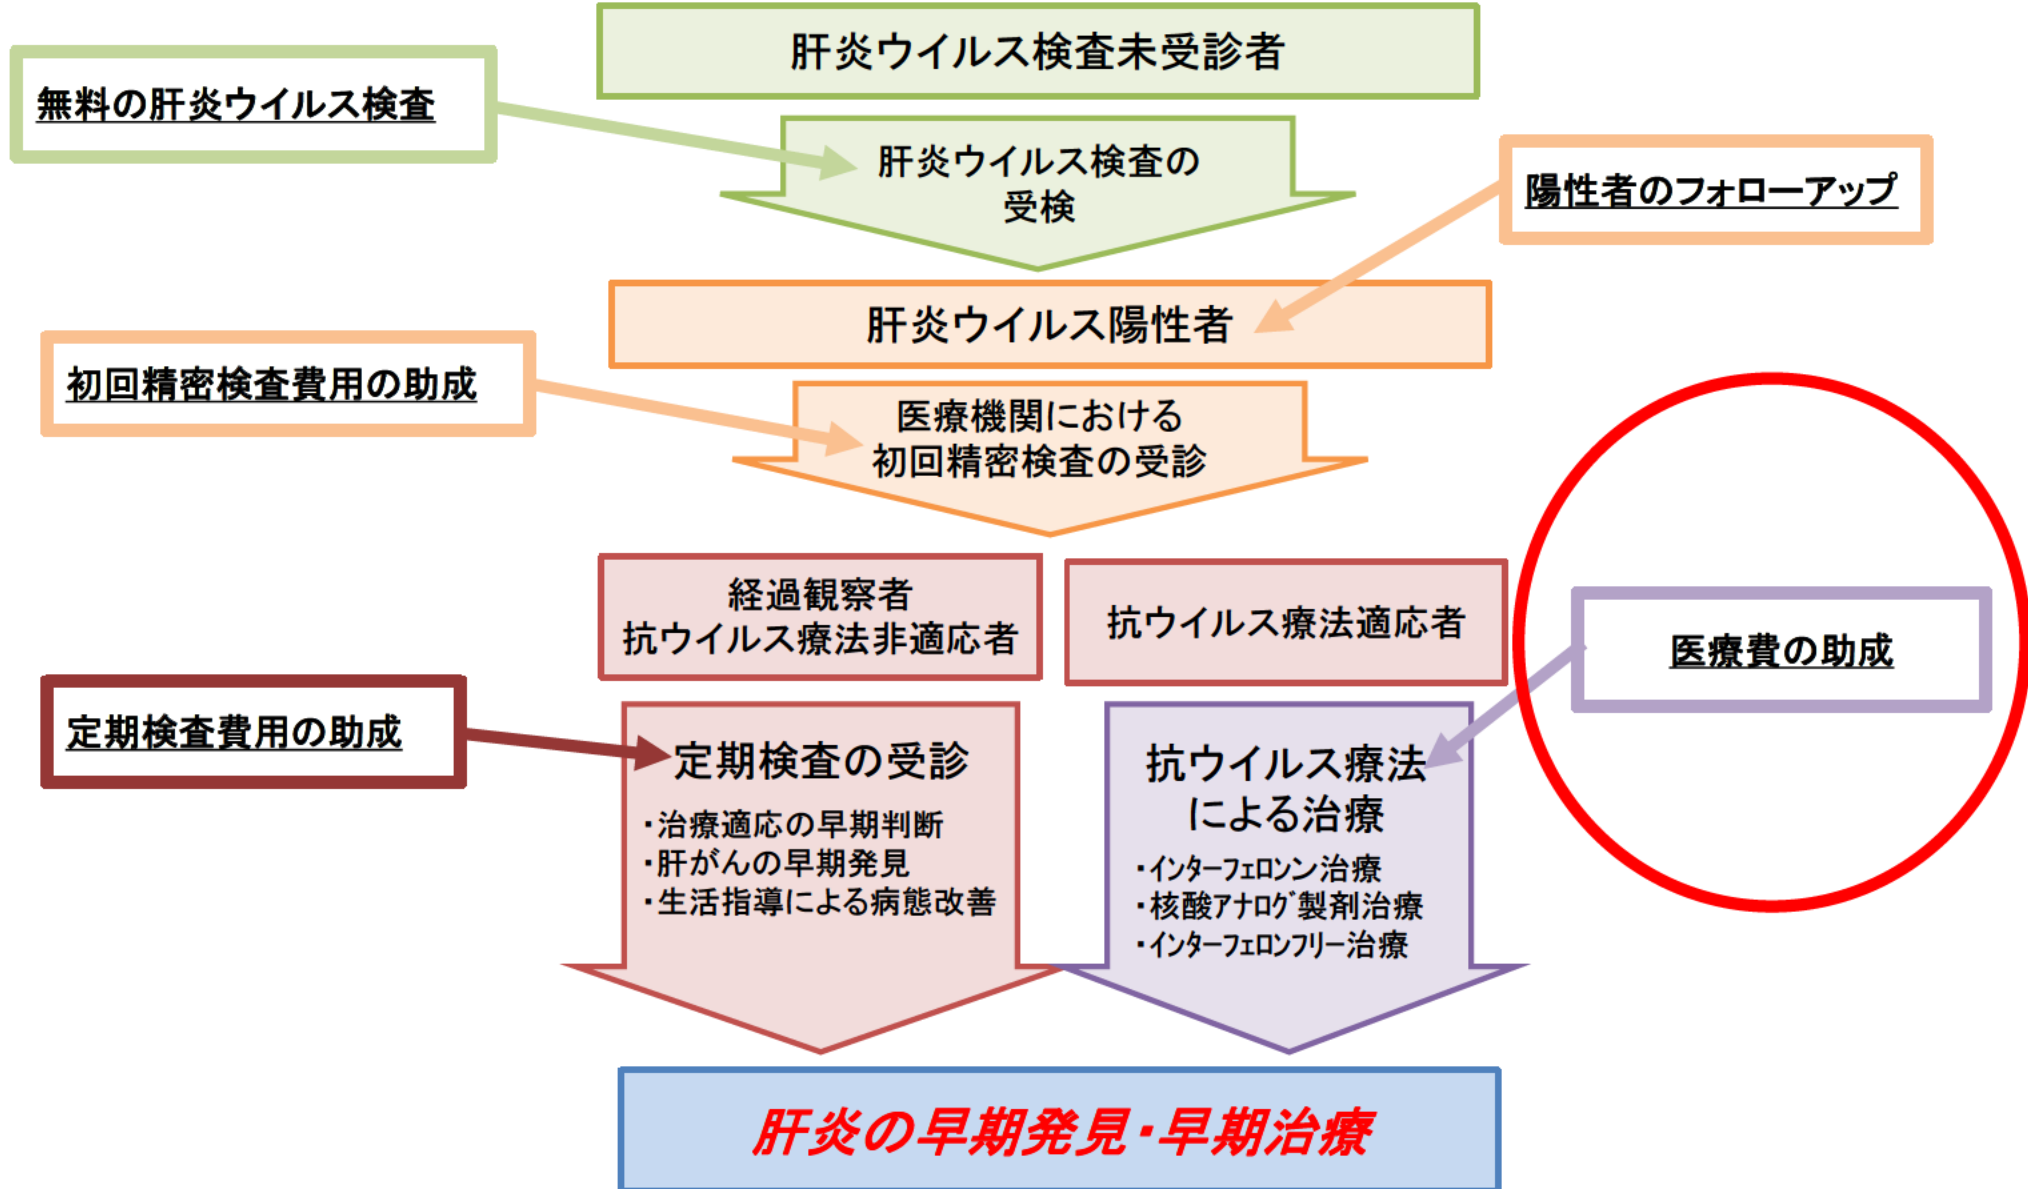 肝炎ウイルス検査未受診者
無料の肝炎ウイルス検査
肝炎ウイルス検査の
受検
陽性者のフォローアップ
肝炎ウイルス陽性者
初回精密検査費用の助成
医療機関における
初回精密検査の受診
経過観察者
抗ウイルス療法非適応者
抗ウイルス療法適応者
医療費の助成
定期検査費用の助成
定期検査の受診
・治療適応の早期判断
・肝がんの早期発見
・生活指導による病態改善
抗ウイルス療法
による治療
・インターフェロンン治療
・核酸アナログ製剤治療
・インターフェロンフリー治療
肝炎の早期発見・早期治療